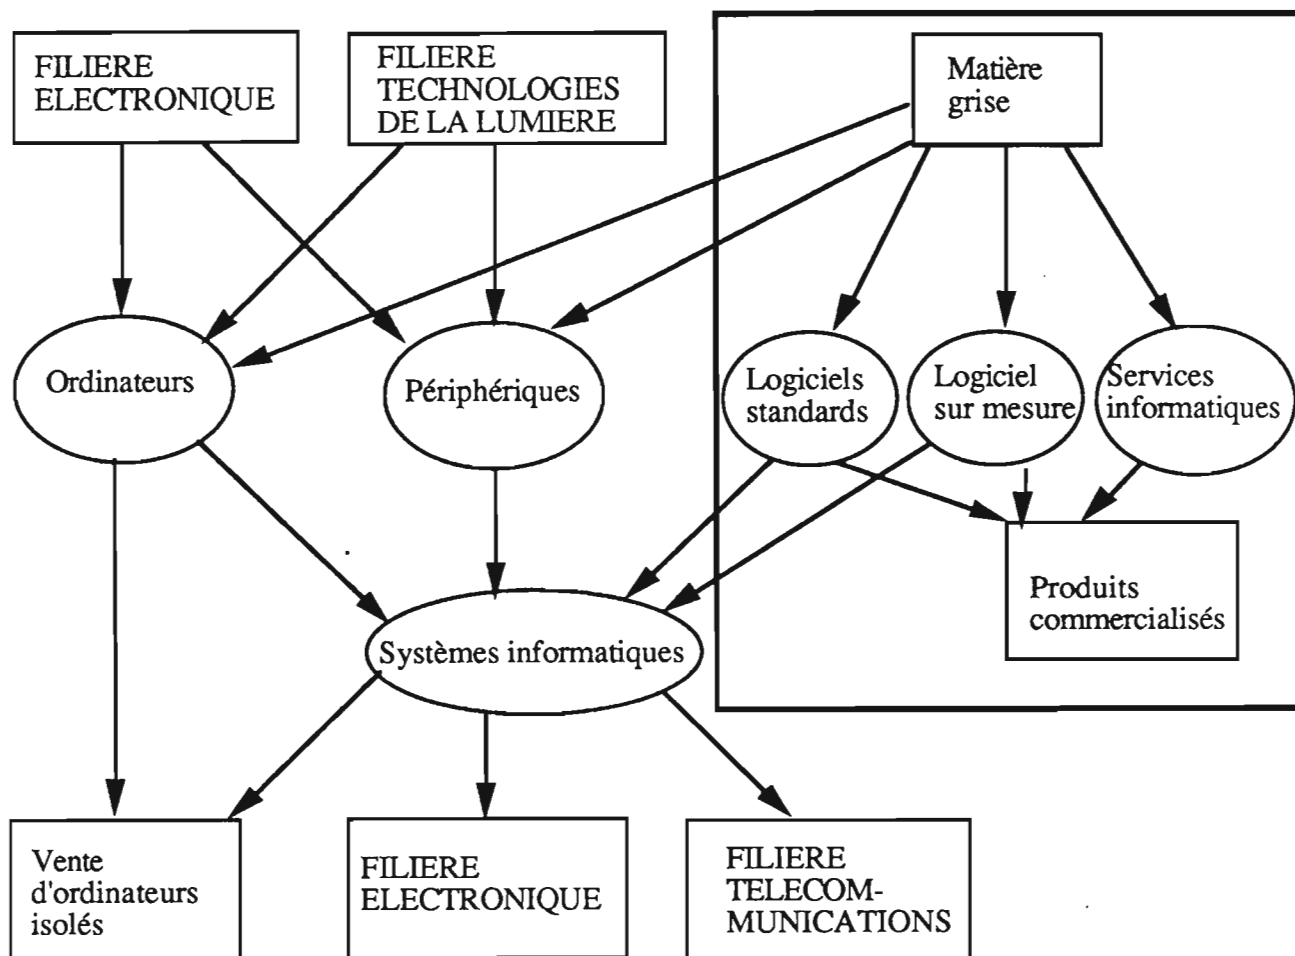 FILIERE
ELECTRONIQUE
FILIERE
TECHNOLOGIES
DE LA LUMIERE
Matière
grise
Ordinateurs
Périphériques
Logiciels
standards
Logiciel
sur mesure
Services
informatiques
Produits
commercialisés
Systèmes informatiques
Vente
d'ordinateurs
isolés
FILIERE
ELECTRONIQUE
FILIERE
TELECOM-
MUNICATIONS